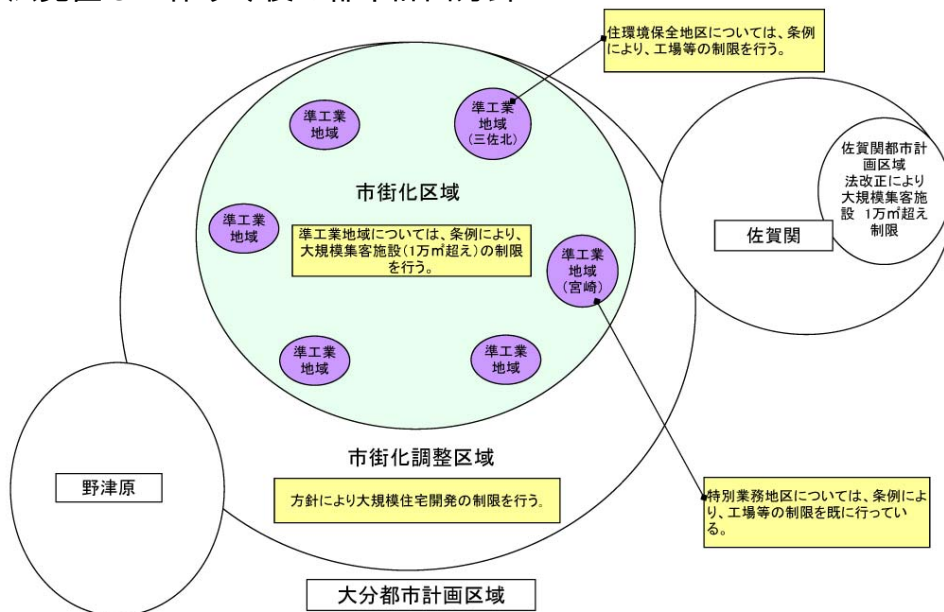 住環境保全地区については、条例
により、工場等の制限を行う。
準工業
地域
準工業
地域
(三佐北)
佐賀関都市計
画区域
法改正により
大規模集客施
設 1万㎡超え
制限
市街化区域
準工業
地域
準工業地域については、条例により、
大規模集客施設(1万㎡超え)の制限
を行う。
佐賀関
準工業
地域
(宮崎)
準工業
地域
準工業
地域
市街化調整区域
野津原
方針により大規模住宅開発の制限を行う。
特別業務地区については、条例によ
り、工場等の制限を既に行ってい
る。
大分都市計画区域